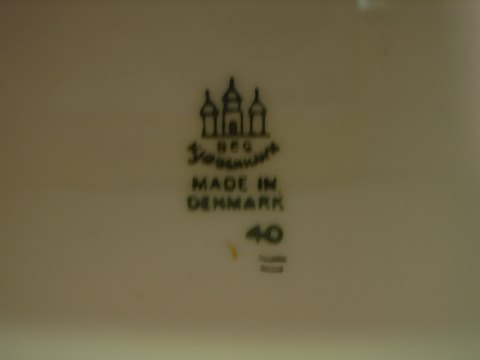 B & G
KJØBENHAVN
MADE IN
DENMARK
40